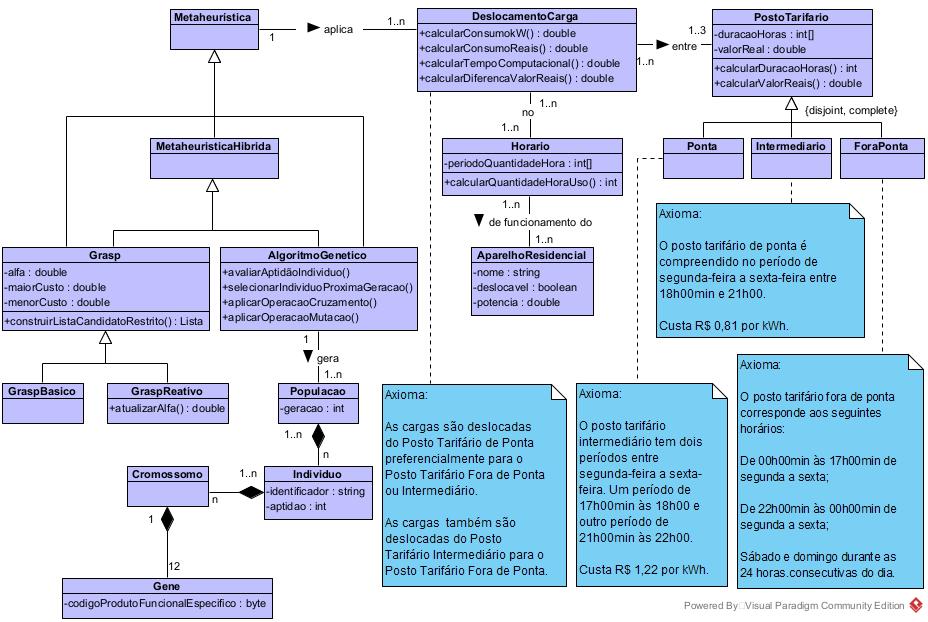 Metaheurística
1
aplica
1..n
DeslocamentoCarga
+calcularConsumokW() : double
+calcularConsumoReais() : double
+calcularTempoComputacional() : double
+calcularDiferencaValorReais() : double
1..n
entre
1..3
PostoTarifario
-duracaoHoras : int[]
-valorReal : double
+calcularDuracaoHoras() : int
+calcularValorReais() : double
{disjoint, complete}
Ponta
Intermediario
ForaPonta
1..n
no
1..n
Horario
-periodoQuantidadeHora : int[]
+calcularQuantidadeHoraUso() : int
1..n
de funcionamento do
1..n
AparelhoResidencial
-nome : string
-deslocavel : boolean
-potencia : double
MetaheuristicaHibrida
Grasp
-alfa : double
-maiorCusto : double
-menorCusto : double
+construirListaCandidatoRestrito() : Lista
AlgoritmoGenetico
+avaliarAptidãoIndividuo()
+selecionarIndividuoProximaGeracao()
+aplicarOperacaoCruzamento()
+aplicarOperacaoMutacao()
GraspBasico
GraspReativo
+atualizarAlfa() : double
1
gera
1..n
Populacao
-geracao : int
1..n
n
Individuo
-identificador : string
-aptidao : int
1..n
n
Cromossomo
1
12
Gene
-codigoProdutoFuncionalEspecifico : byte
Axioma:
As cargas são deslocadas
do Posto Tarifário de Ponta
preferencialmente para o
Posto Tarifário Fora de Ponta
ou Intermediário.
As cargas também são
deslocadas do Posto
Tarifário Intermediário para o
Posto Tarifário Fora de Ponta.
Axioma:
O posto tarifário
intermediário tem dois
períodos entre
segunda-feira a sexta-
feira. Um período de
17h00min às 18h00 e
outro período de
21h00min às 22h00.
Custa R$ 1,22 por kWh.
Axioma:
O posto tarifário de ponta é
compreendido no período de
segunda-feira a sexta-feira entre
18h00min e 21h00.
Custa R$ 0,81 por kWh.
Axioma:
O posto tarifário fora de ponta
corresponde aos seguintes
horários:
De 00h00min às 17h00min de
segunda a sexta;
De 22h00min às 00h00min de
segunda a sexta;
Sábado e domingo durante as
24 horas.consecutivas do dia.
Powered By Visual Paradigm Community Edition